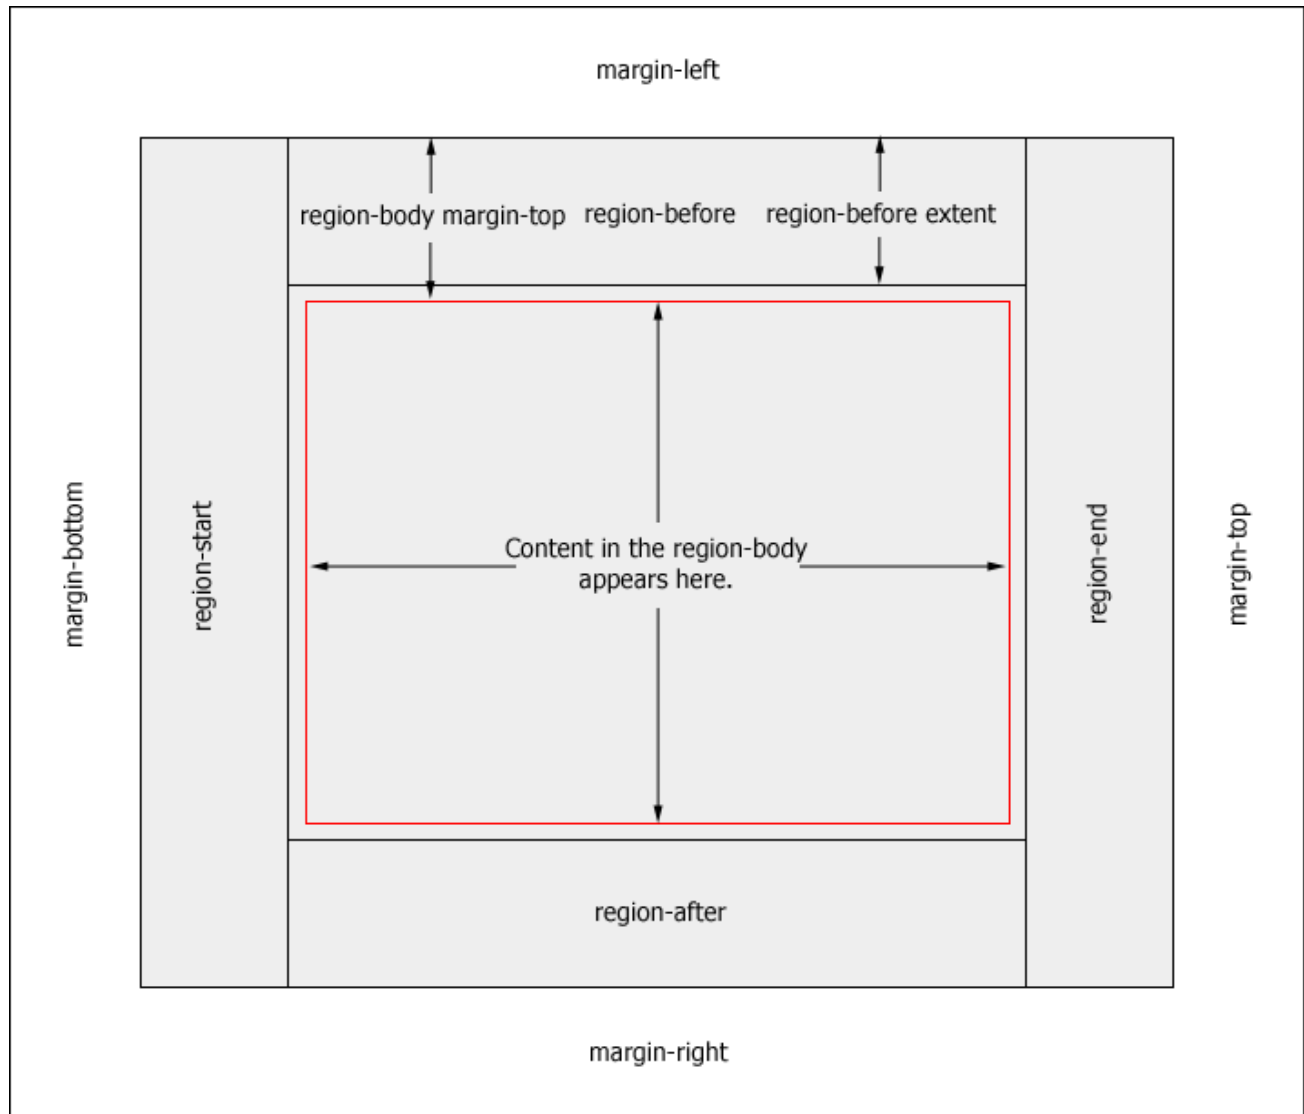 margin-left
region-body margin-top
region-before
region-before extent
margin-bottom
region-start
Content in the region-body
appears here.
region-end
margin-top
region-after
margin-right